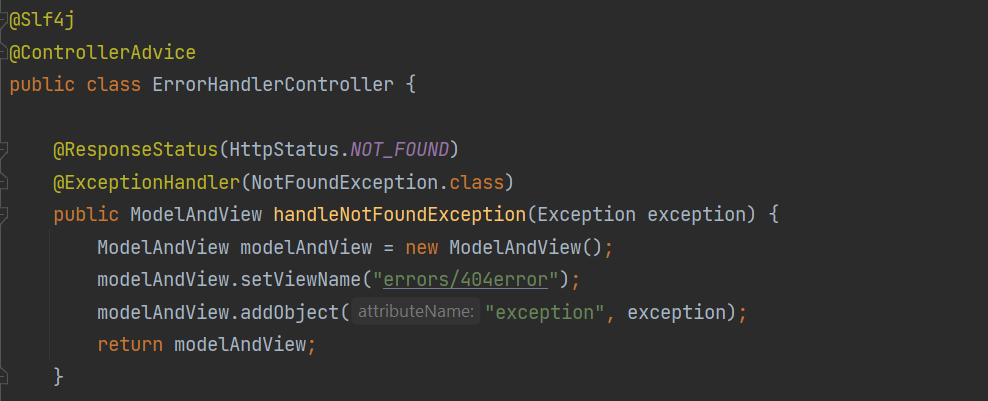 @Slf4j
@ControllerAdvice
public class ErrorHandlerController {
@ResponseStatus(HttpStatus.NOT_FOUND)
@ExceptionHandler(NotFoundException.class)
public ModelAndView handleNotFoundException(Exception exception) {
ModelAndView modelAndView = new ModelAndView();
modelAndView.setViewName("errors/404error");
modelAndView.addObject( attributeName: "exception", exception);
return modelAndView;
}